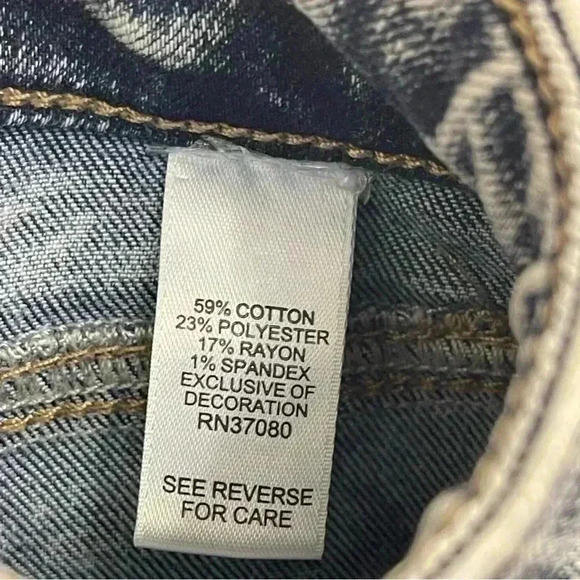 59% COTTON
23% POLYESTER
17% RAYON
1% SPANDEX
EXCLUSIVE OF
DECORATION
RN37080
SEE REVERSE
FOR CARE